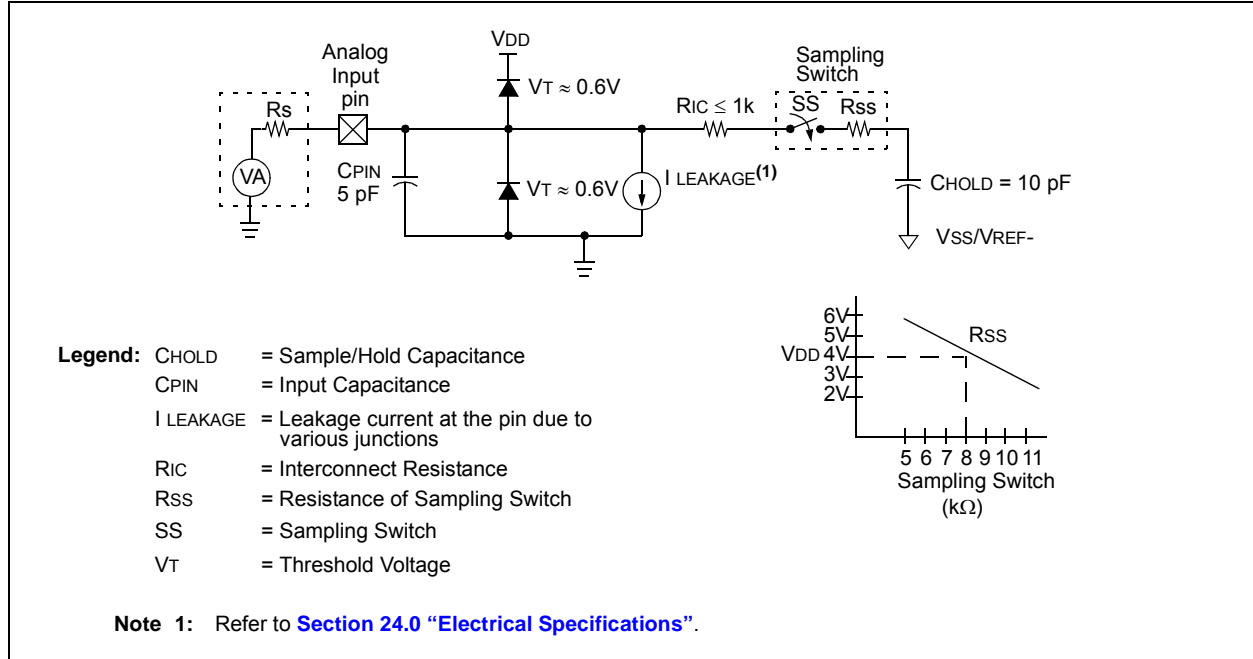 VDD
Analog
Input
pin
Sampling
Switch
VT ≈ 0.6V
Rs
RIC ≤ 1k
SS
Rss
VA
CPIN
5 pF
VT ≈ 0.6V
I LEAKAGE(1)
CHOLD = 10 pF
VSS/VREF-
6V
5V
VDD 4V
3V
2V
RSS
5 6 7 8 9 10 11
Sampling Switch
(kΩ)
Legend: CHOLD = Sample/Hold Capacitance
CPIN = Input Capacitance
I LEAKAGE = Leakage current at the pin due to
various junctions
RIC = Interconnect Resistance
RSS = Resistance of Sampling Switch
SS = Sampling Switch
VT = Threshold Voltage
Note 1: Refer to Section 24.0 “Electrical Specifications”.